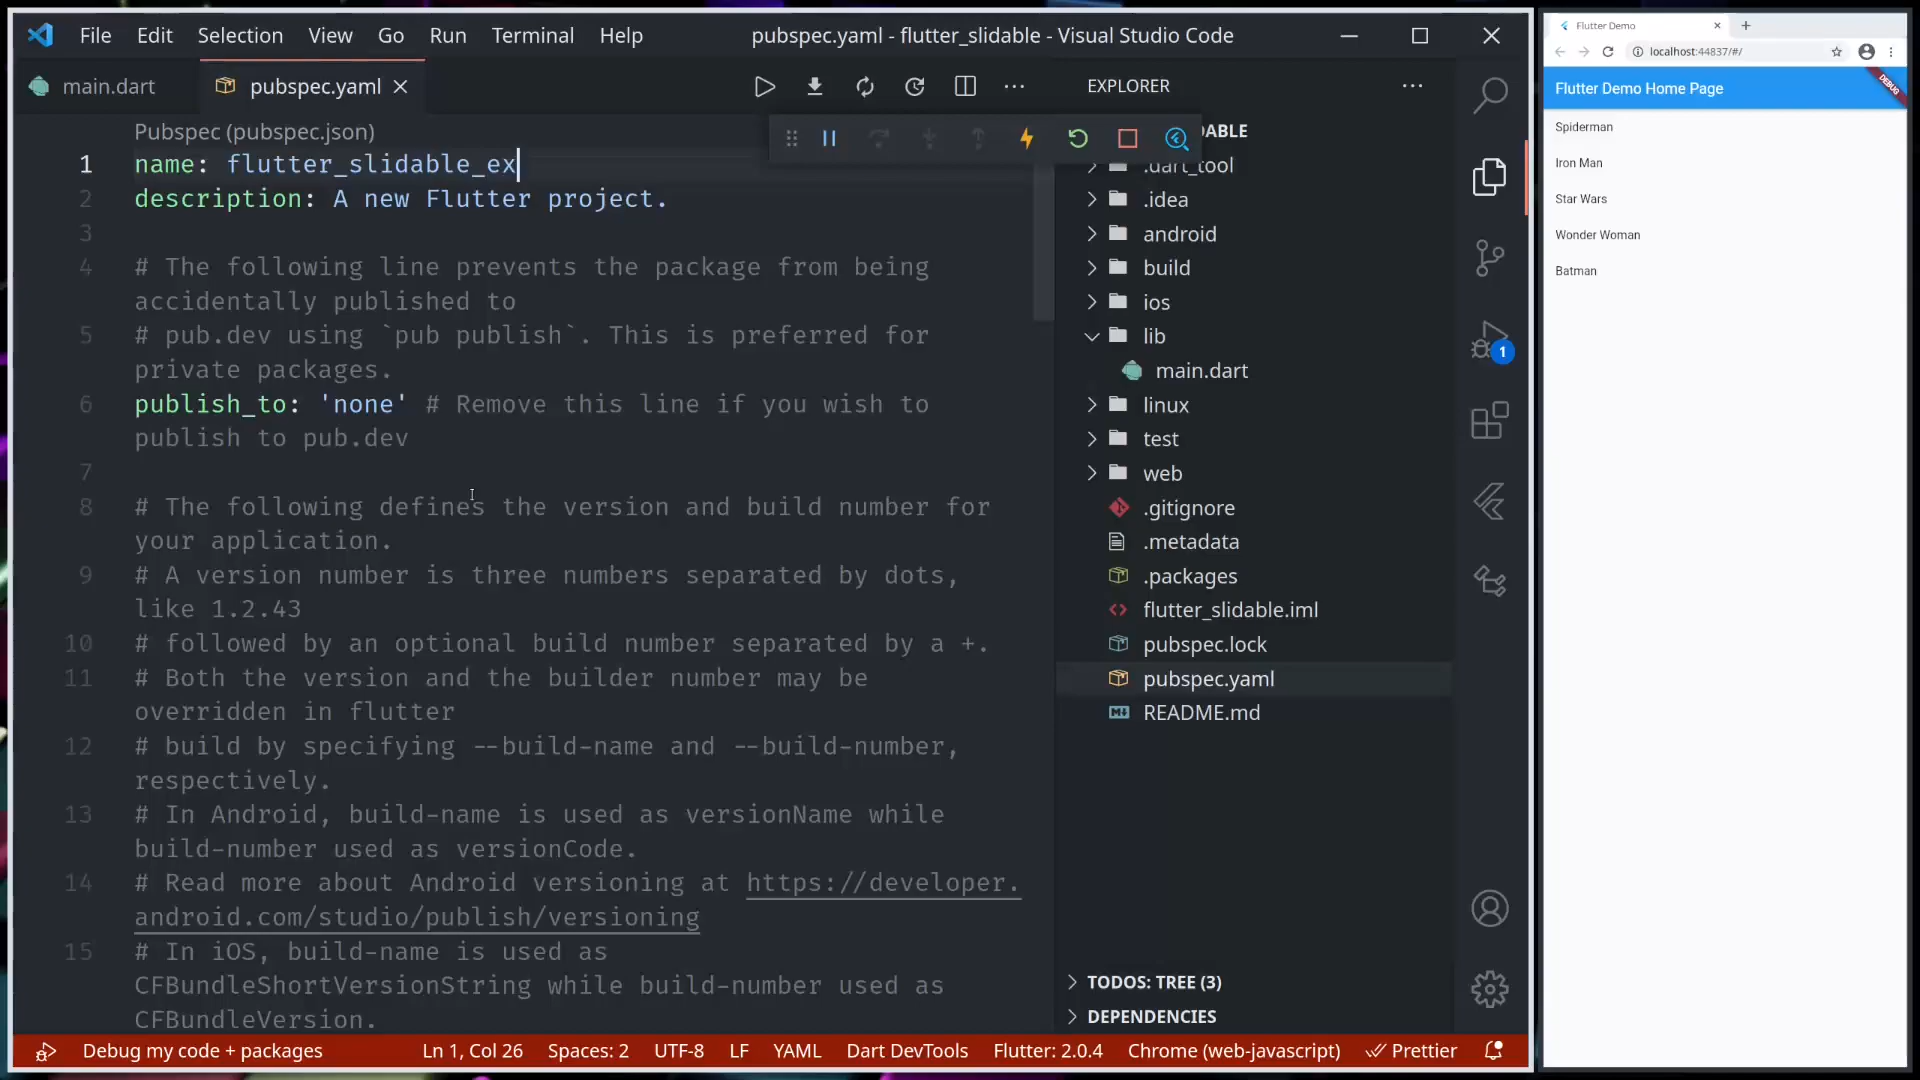 File Edit Selection View Go Run Terminal Help
pubspec.yaml - flutter_slidable - Visual Studio Code
main.dart
pubspec.yaml
Pubspec (pubspec.json)
1 name: flutter_slidable_ex
2 description: A new Flutter project.
3
4 # The following line prevents the package from being
accidentally published to
5 # pub.dev using `pub publish`. This is preferred for
private packages.
6 publish_to: 'none' # Remove this line if you wish to
publish to pub.dev
7
8 # The following defines the version and build number for
your application.
9 # A version number is three numbers separated by dots,
like 1.2.43
10 # followed by an optional build number separated by a +.
11 # Both the version and the builder number may be
overridden in flutter
12 # build by specifying --build-name and --build-number,
respectively.
13 # In Android, build-name is used as versionName while
build-number used as versionCode.
14 # Read more about Android versioning at https://developer.
android.com/studio/publish/versioning
15 # In iOS, build-name is used as
CFBundleShortVersionString while build-number used as
CFBundleVersion.
EXPLORER
DABLE
.dart_tool
.idea
android
build
ios
lib
main.dart
linux
test
web
.gitignore
.metadata
.packages
flutter_slidable.iml
pubspec.lock
pubspec.yaml
README.md
TODOS: TREE (3)
DEPENDENCIES
1
Debug my code + packages
Ln 1, Col 26
Spaces: 2
UTF-8
LF
YAML
Dart DevTools
Flutter: 2.0.4
Chrome (web-javascript)
Prettier
Flutter Demo
localhost:44837/#/
Flutter Demo Home Page
DEBUG
Spiderman
Iron Man
Star Wars
Wonder Woman
Batman